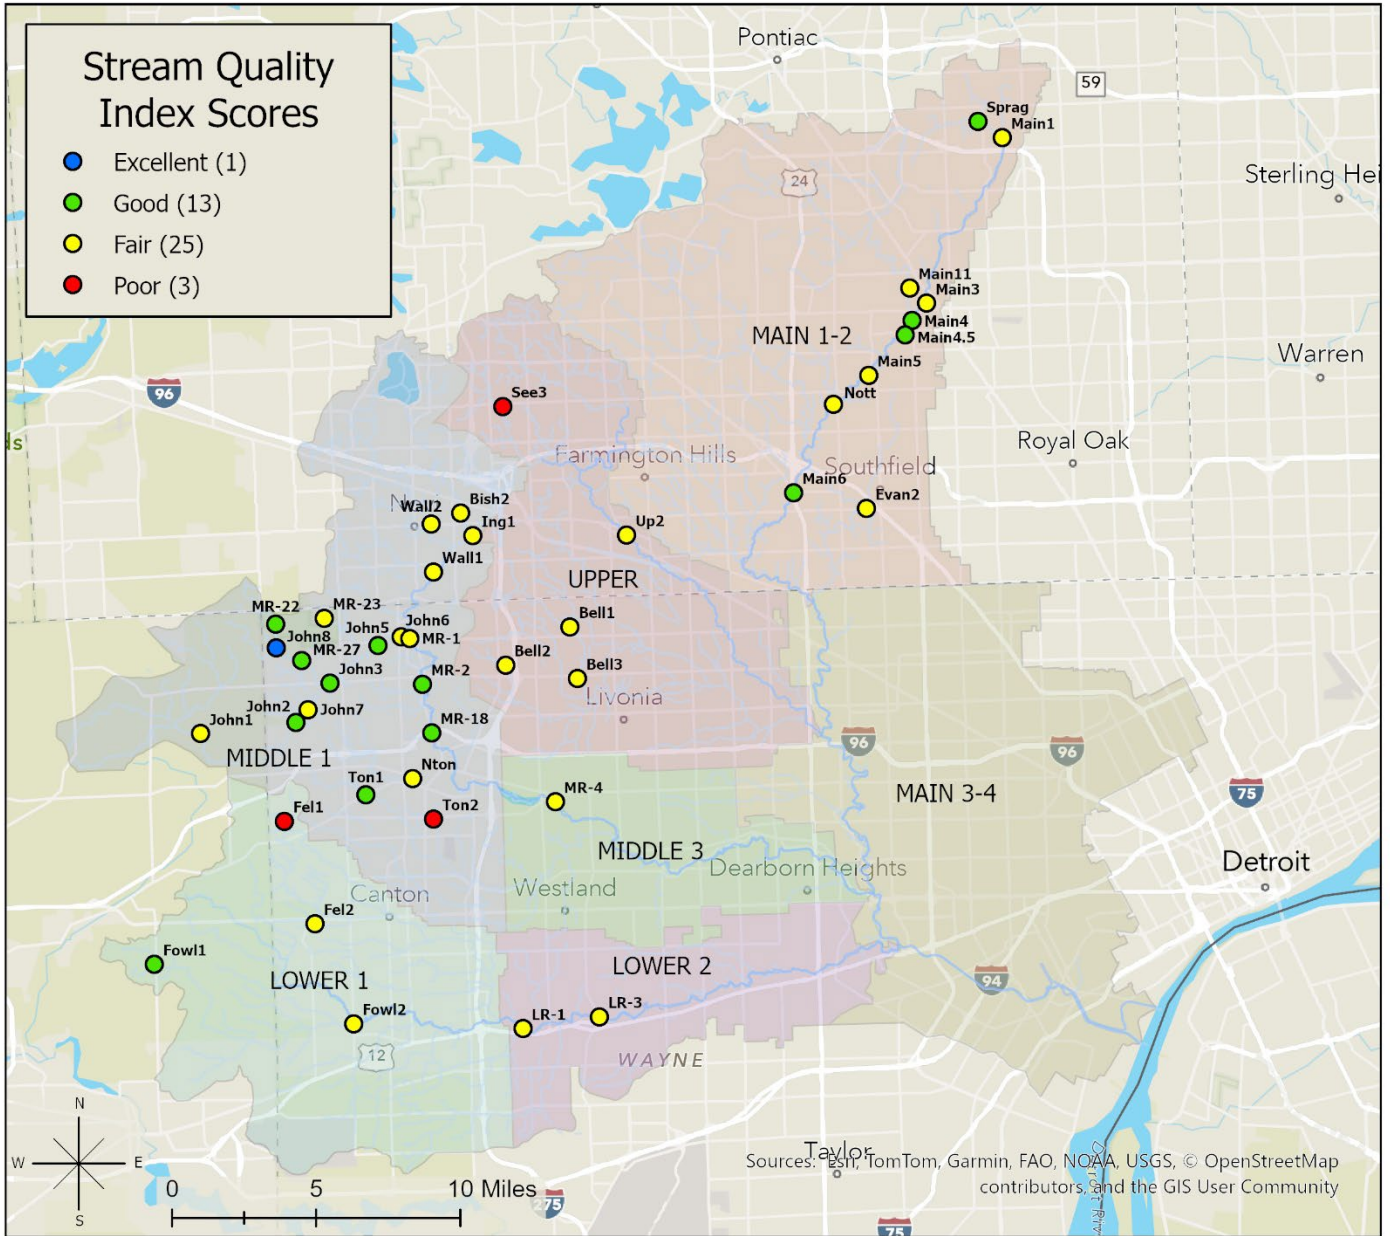 Stream Quality
Index Scores
Excellent (1)
Good (13)
Fair (25)
Poor (3)
Pontiac
59
Sprag
Main1
24
Sterling Hei
Main11
Main3
Main4
Main4.5
MAIN 1-2
Warren
Main5
96
See3
Nott
ds
Royal Oak
Farmington Hills
Southfield
Main6
Evan2
Bish2
Wall2
Ing1
Up2
Wall1
UPPER
MR-22
MR-23
Bell1
John5
John6
John8
MR-1
MR-27
Bell2
John3
MR-2
Bell3
Livonia
John2
John7
John1
MR-18
96
96
MIDDLE 1
Nton
Ton1
MR-4
MAIN 3-4
75
Fel1
Ton2
MIDDLE 3
Detroit
Dearborn Heights
Canton
Westland
Fel2
Fowl1
LOWER 2
LOWER 1
94
LR-3
Fowl2
LR-1
12
WAYNE
N
W
E
S
Taylor
Sources: Esri, TomTom, Garmin, FAO, NOAA, USGS, © OpenStreetMap
contributors, and the GIS User Community
0 5 10 Miles
275
75